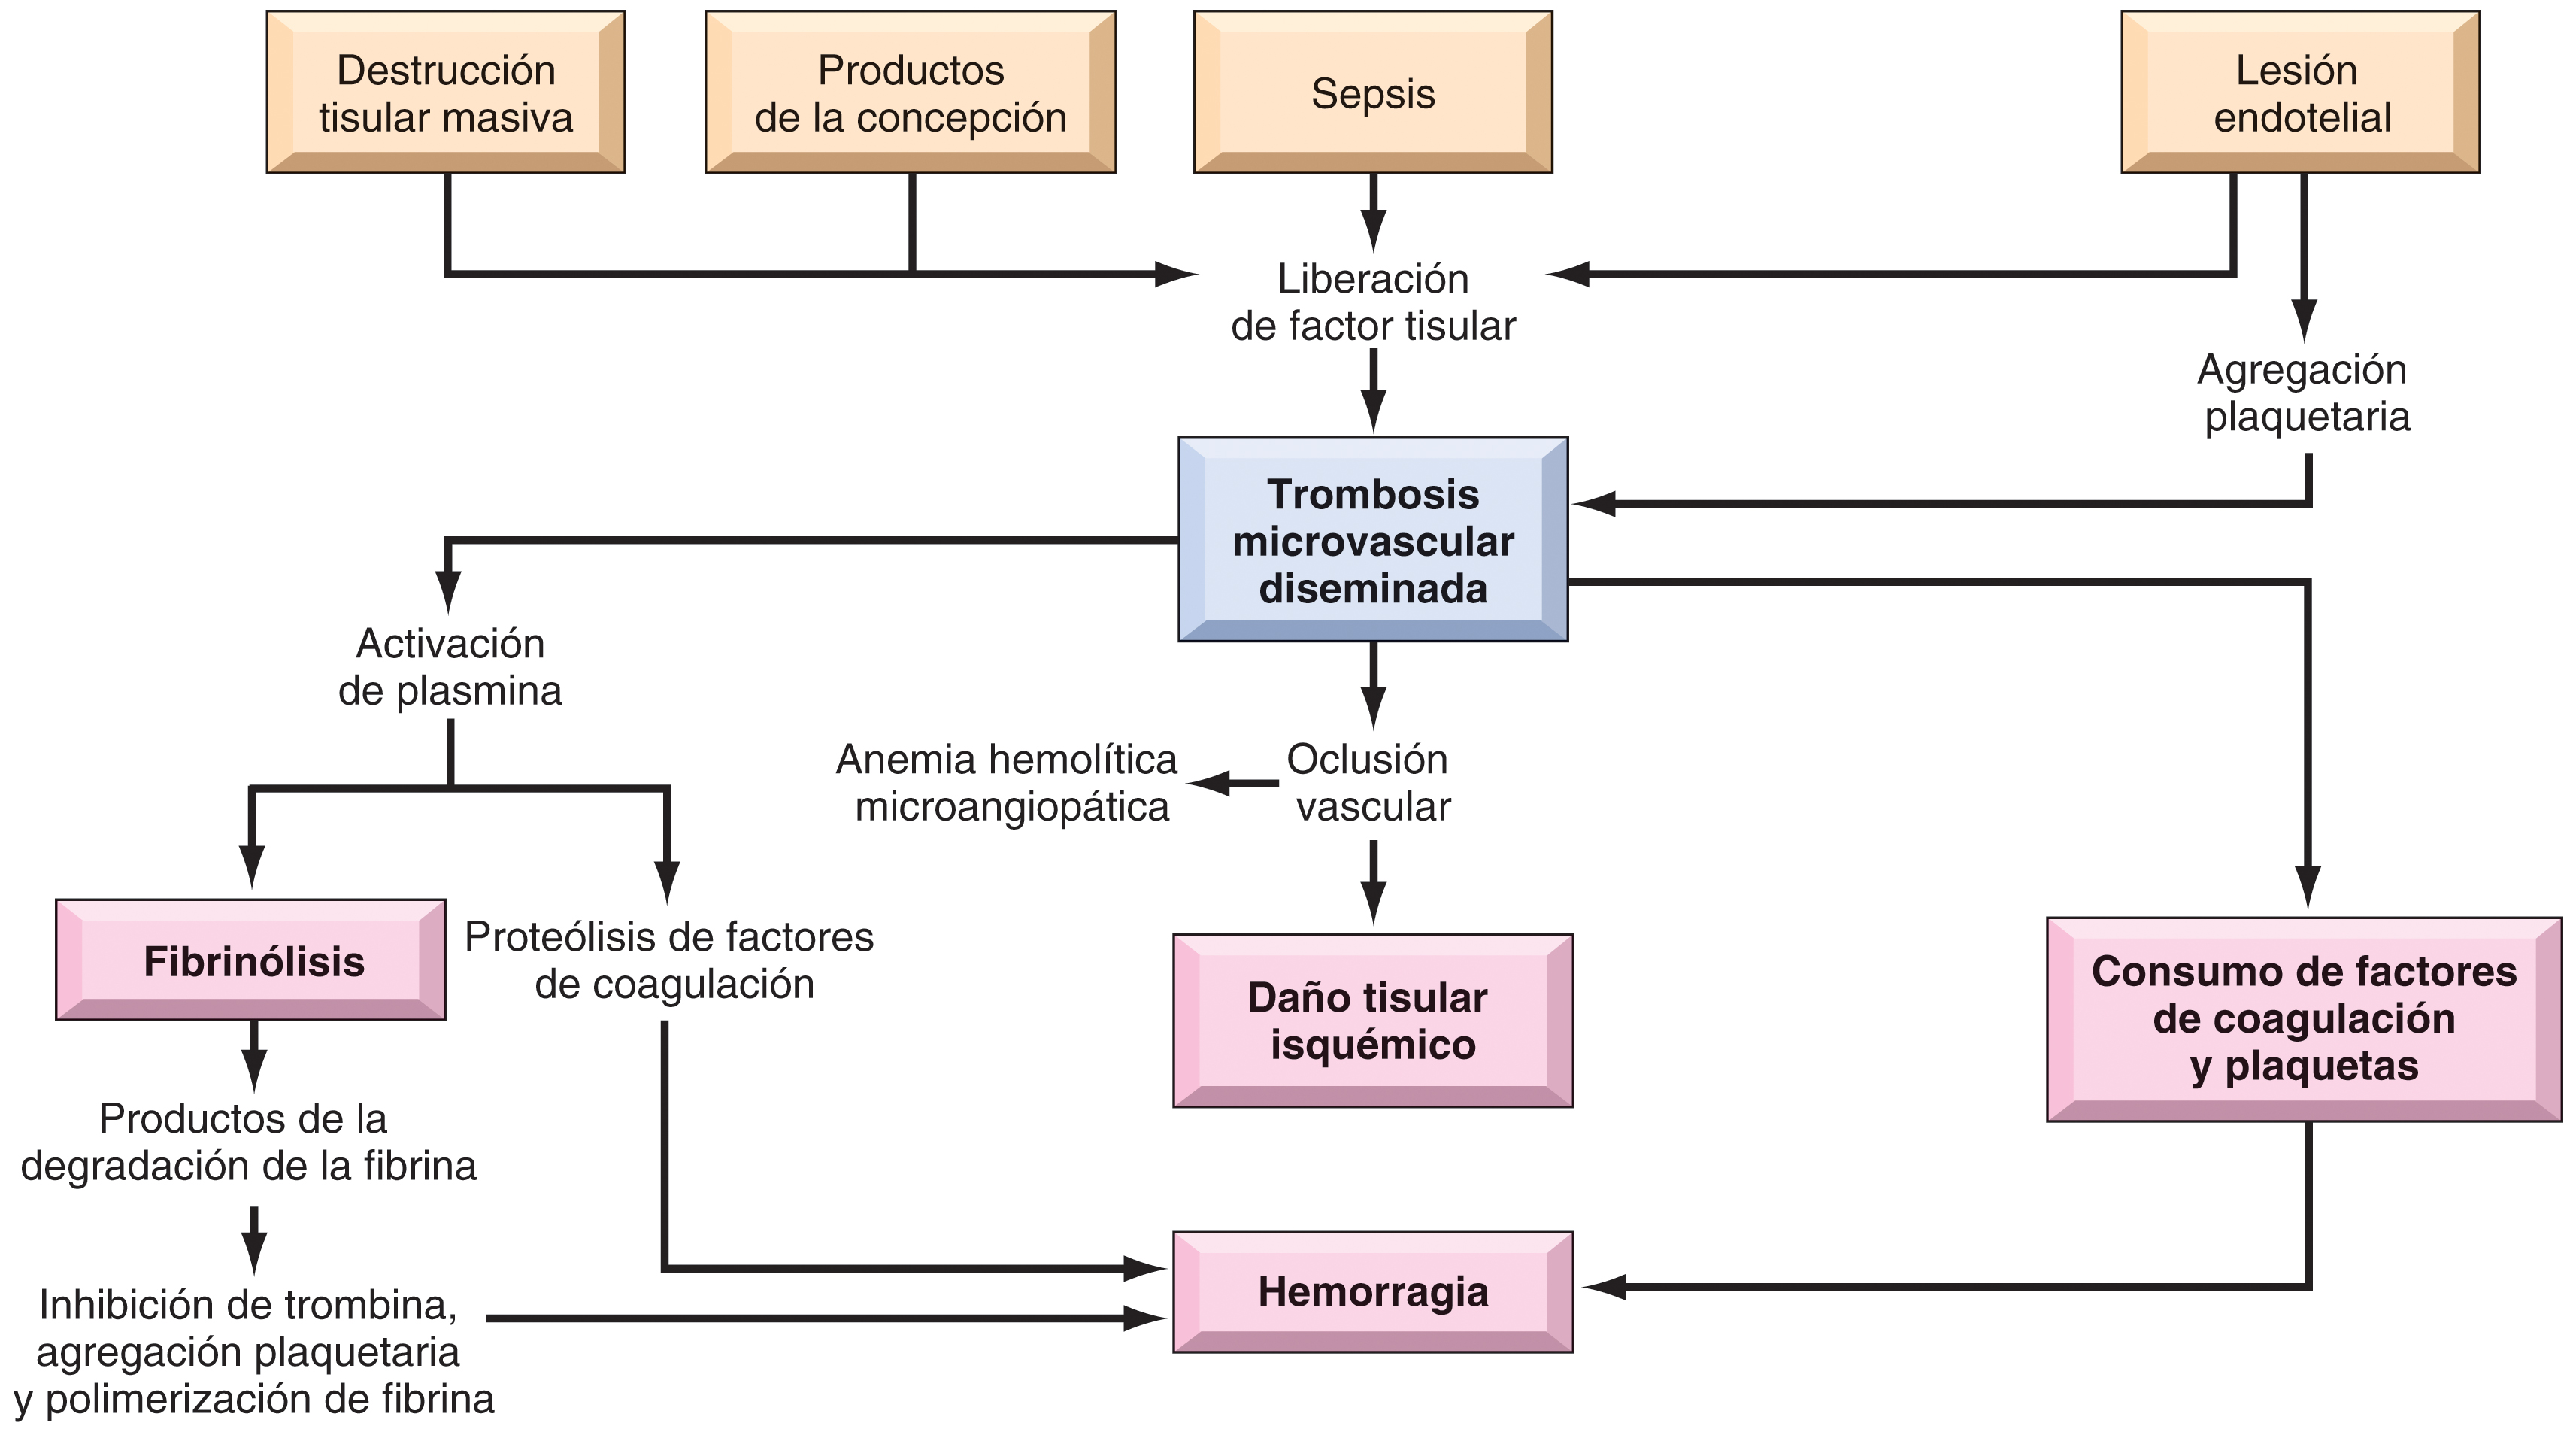 Destrucción
tisular masiva
Productos
de la concepción
Sepsis
Lesión
endotelial
Liberación
de factor tisular
Agregación
plaquetaria
Trombosis
microvascular
diseminada
Activación
de plasmina
Anemia hemolítica
microangiopática
Oclusión
vascular
Fibrinólisis
Proteólisis de factores
de coagulación
Daño tisular
isquémico
Consumo de factores
de coagulación
y plaquetas
Productos de la
degradación de la fibrina
Inhibición de trombina,
agregación plaquetaria
y polimerización de fibrina
Hemorragia